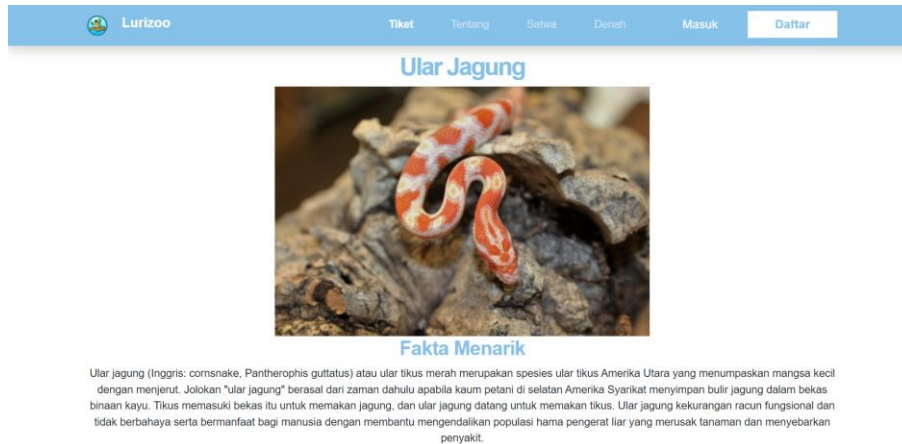 Lurizoo
Tiket
Tentang
Satwa
Denah
Masuk
Daftar
Ular Jagung
Fakta Menarik
Ular jagung (Inggris: cornsnake, Pantherophis guttatus) atau ular tikus merah merupakan spesies ular tikus Amerika Utara yang menumpaskan mangsa kecil
dengan menjerut. Jolokan "ular jagung" berasal dari zaman dahulu apabila kaum petani di selatan Amerika Syarikat menyimpan bulir jagung dalam bekas
binaan kayu. Tikus memasuki bekas itu untuk memakan jagung, dan ular jagung datang untuk memakan tikus. Ular jagung kekurangan racun fungsional dan
tidak berbahaya serta bermanfaat bagi manusia dengan membantu mengendalikan populasi hama pengerat liar yang merusak tanaman dan menyebarkan
penyakit.